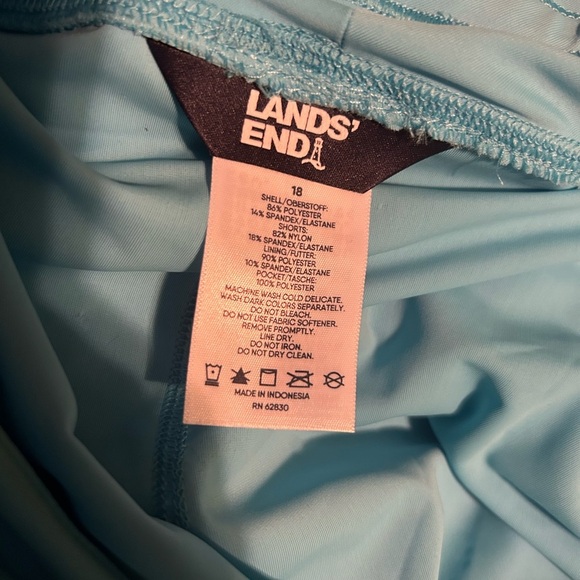 LANDS'
END
18
SHELL/OBERSTOFF:
86% POLYESTER
14% SPANDEX/ELASTANE
SHORTS:
82% NYLON
18% SPANDEX/ELASTANE
LINING/FUTTER:
90% POLYESTER
10% SPANDEX/ELASTANE
POCKET/TASCHE:
100% POLYESTER
MACHINE WASH COLD DELICATE.
WASH DARK COLORS SEPARATELY.
DO NOT BLEACH.
DO NOT USE FABRIC SOFTENER.
REMOVE PROMPTLY.
LINE DRY.
DO NOT IRON.
DO NOT DRY CLEAN.
MADE IN INDONESIA
RN 62830